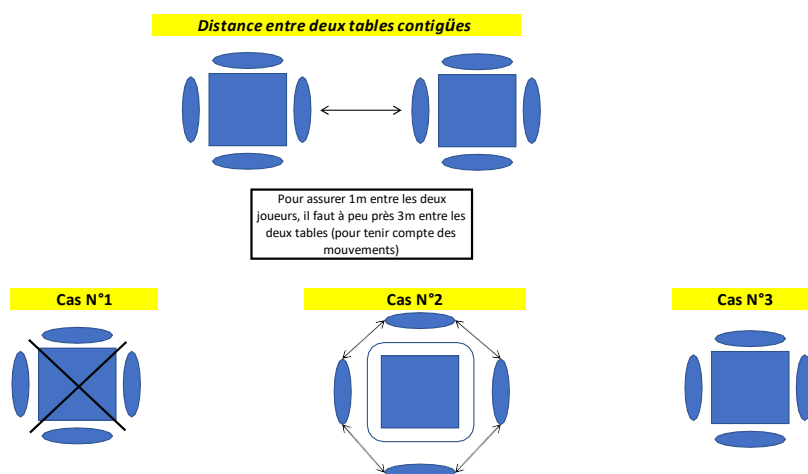 Distance entre deux tables contigües
Pour assurer 1m entre les deux
joueurs, il faut à peu près 3m entre les
deux tables (pour tenir compte des
mouvements)
Cas N°1
Cas N°2
Cas N°3